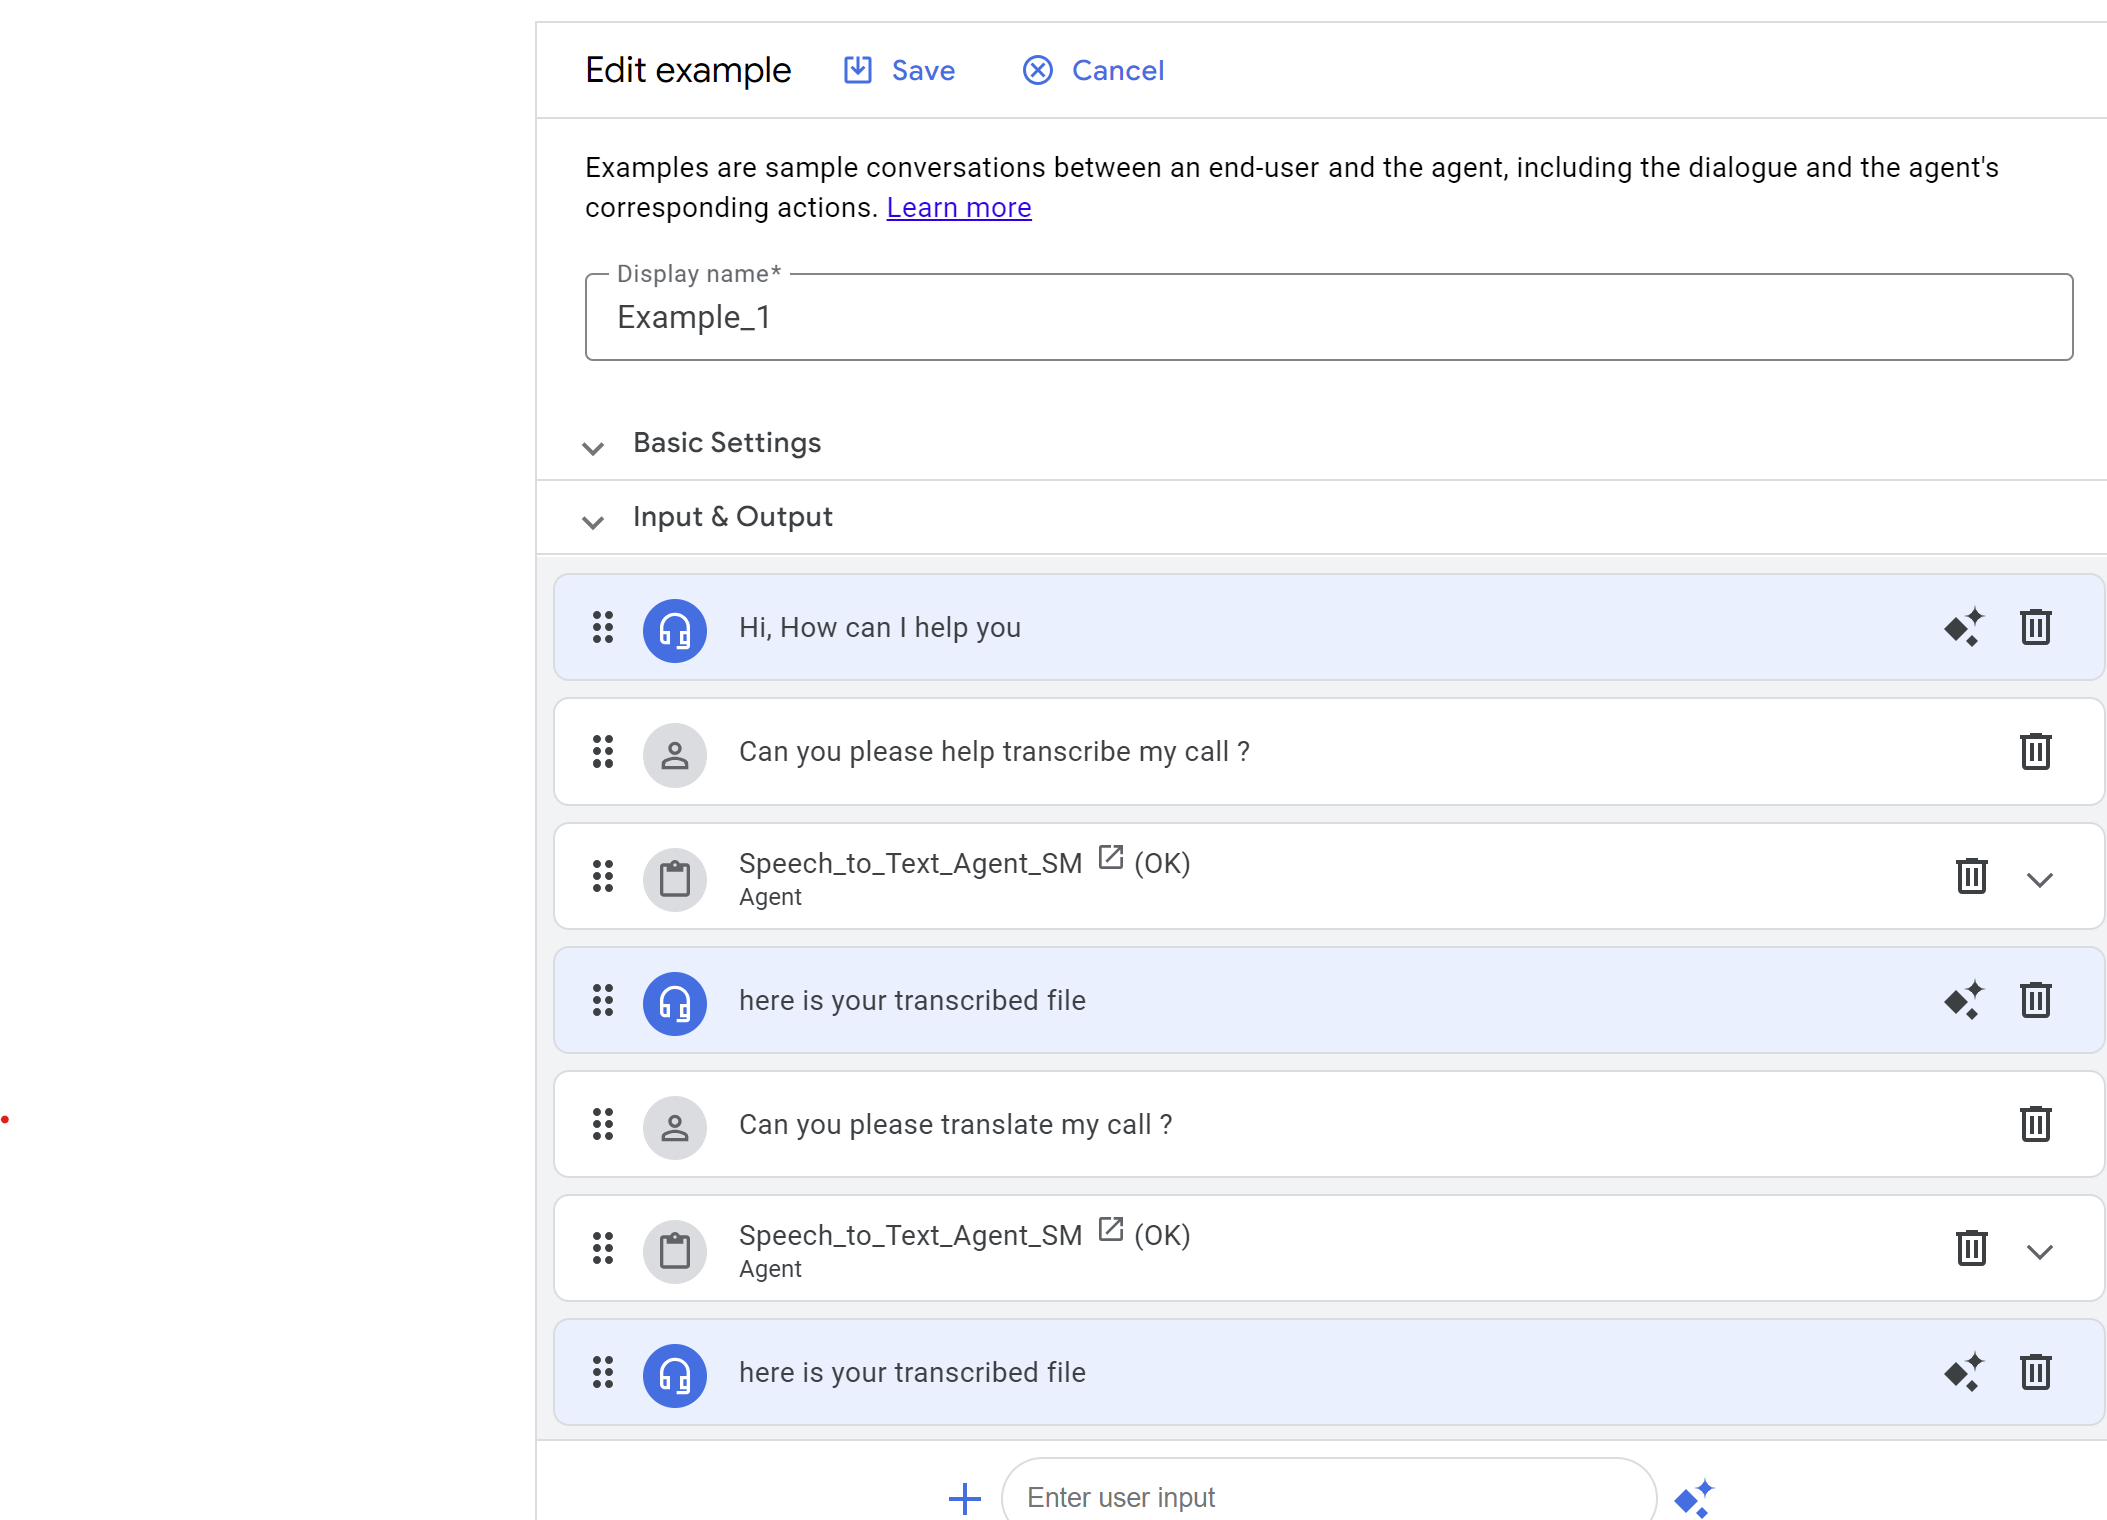 Edit example Save Cancel
Examples are sample conversations between an end-user and the agent, including the dialogue and the agent's
corresponding actions. Learn more
Display name*
Example_1
Basic Settings
Input & Output
Hi, How can I help you
Can you please help transcribe my call ?
Speech_to_Text_Agent_SM (OK)
Agent
here is your transcribed file
Can you please translate my call ?
Speech_to_Text_Agent_SM (OK)
Agent
here is your transcribed file
Enter user input